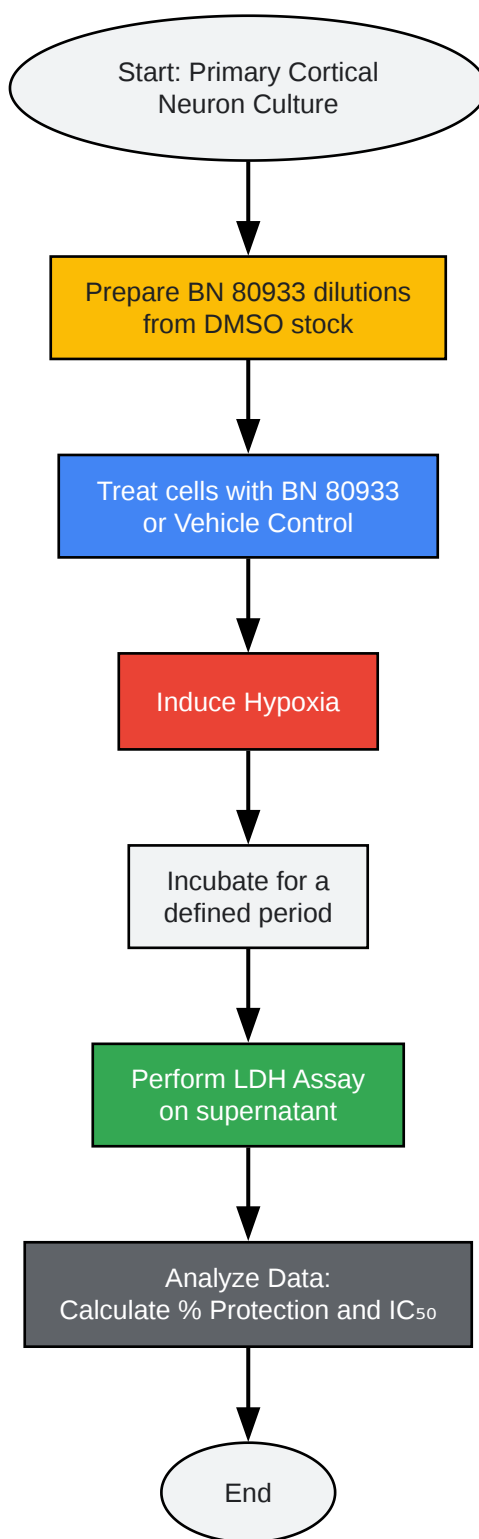 Start: Primary Cortical
Neuron Culture
Prepare BN 80933 dilutions
from DMSO stock
Treat cells with BN 80933
or Vehicle Control
Induce Hypoxia
Incubate for a
defined period
Perform LDH Assay
on supernatant
Analyze Data:
Calculate % Protection and IC₅₀
End